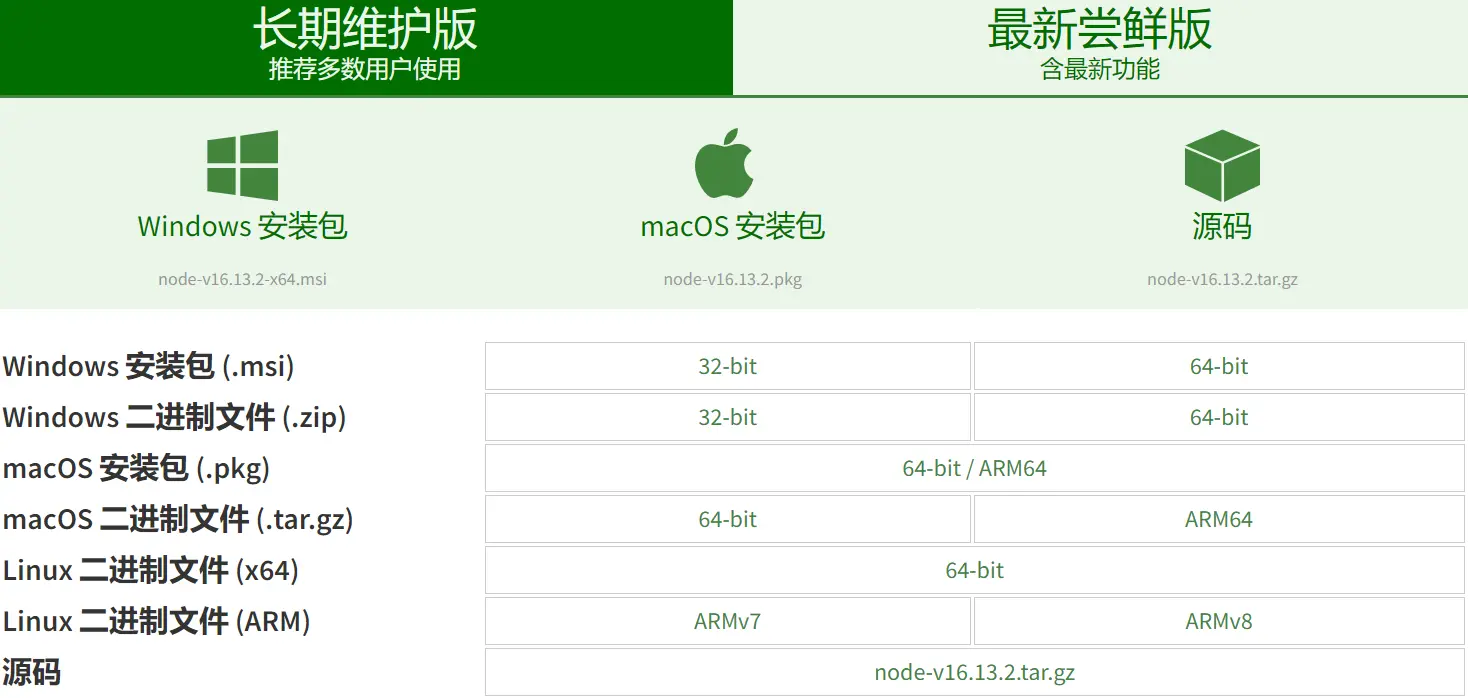 长期维护版
推荐多数用户使用
最新尝鲜版
含最新功能
Windows 安装包
node-v16.13.2-x64.msi
macOS 安装包
node-v16.13.2.pkg
源码
node-v16.13.2.tar.gz
Windows 安装包 (.msi) 32-bit 64-bit
Windows 二进制文件 (.zip) 32-bit 64-bit
macOS 安装包 (.pkg) 64-bit / ARM64
macOS 二进制文件 (.tar.gz) 64-bit ARM64
Linux 二进制文件 (x64) 64-bit
Linux 二进制文件 (ARM) ARMv7 ARMv8
源码 node-v16.13.2.tar.gz